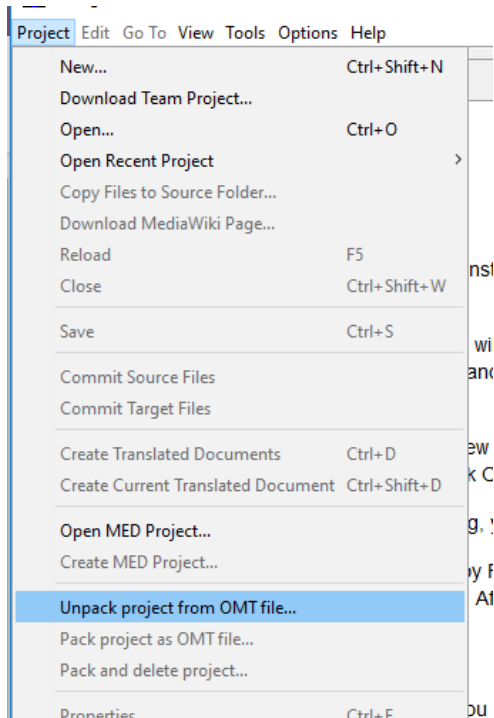 Project Edit Go To View Tools Options Help
New... Ctrl+Shift+N
Download Team Project...
Open... Ctrl+O
Open Recent Project >
Copy Files to Source Folder...
Download MediaWiki Page...
Reload F5
Close Ctrl+Shift+W
Save Ctrl+S
Commit Source Files
Commit Target Files
Create Translated Documents Ctrl+D
Create Current Translated Document Ctrl+Shift+D
Open MED Project...
Create MED Project...
Unpack project from OMT file...
Pack project as OMT file...
Pack and delete project...
Properties... Ctrl+E